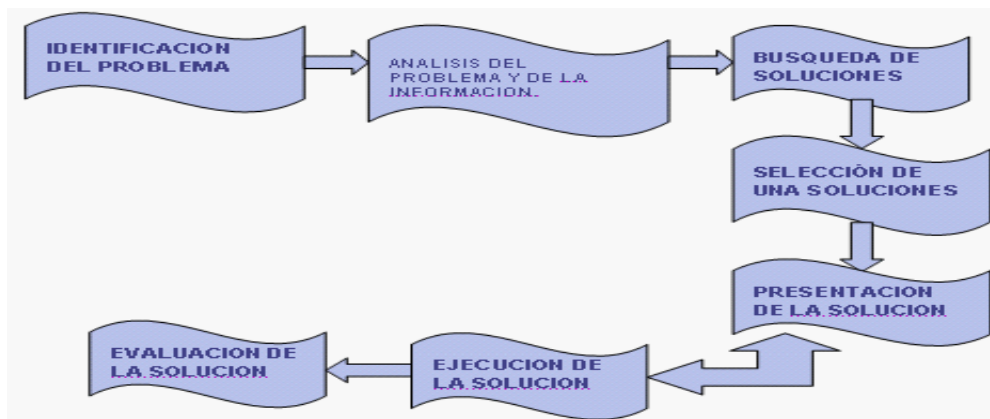 IDENTIFICACION
DEL PROBLEMA
ANALISIS DEL
PROBLEMA Y DE LA
INFORMACION.
BUSQUEDA DE
SOLUCIONES
SELECCIÒN DE
UNA SOLUCIONES
PRESENTACION
DE LA SOLUCION
EJECUCION DE
LA SOLUCION
EVALUACION DE
LA SOLUCION